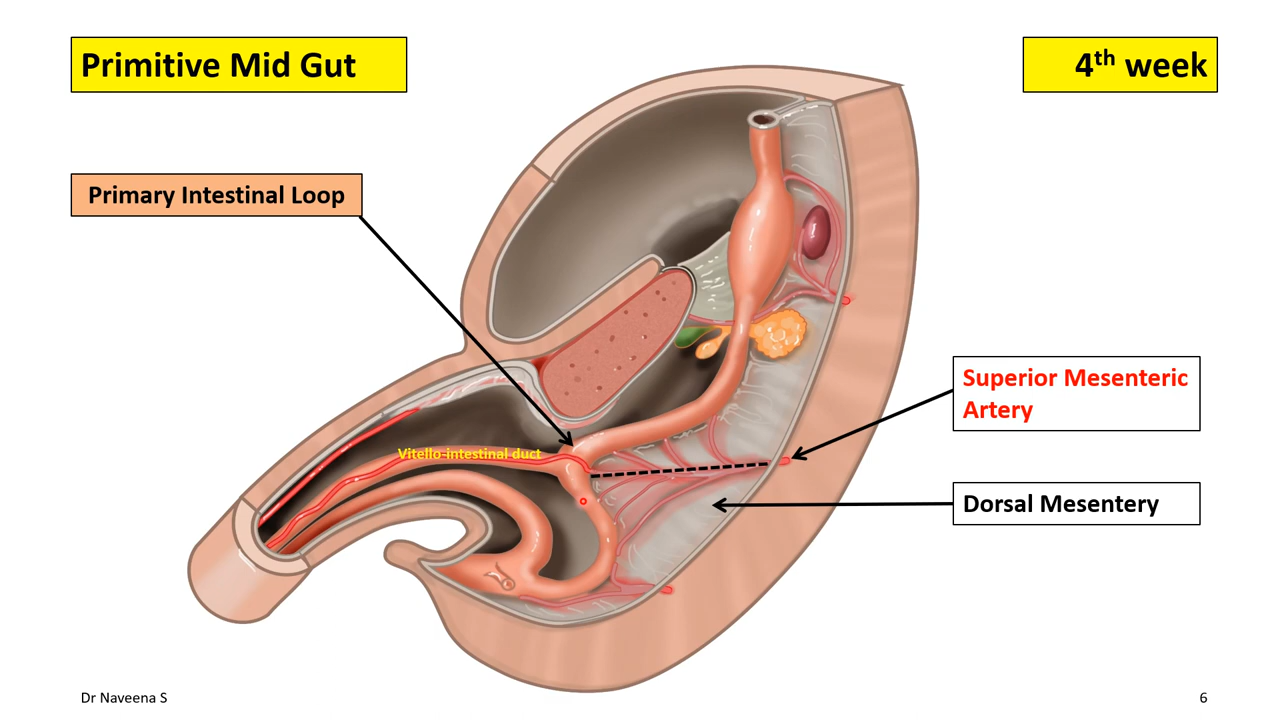 Primitive Mid Gut
4th week
Primary Intestinal Loop
Superior Mesenteric
Artery
Vitello-intestinal duct
Dorsal Mesentery
Dr Naveena S
6